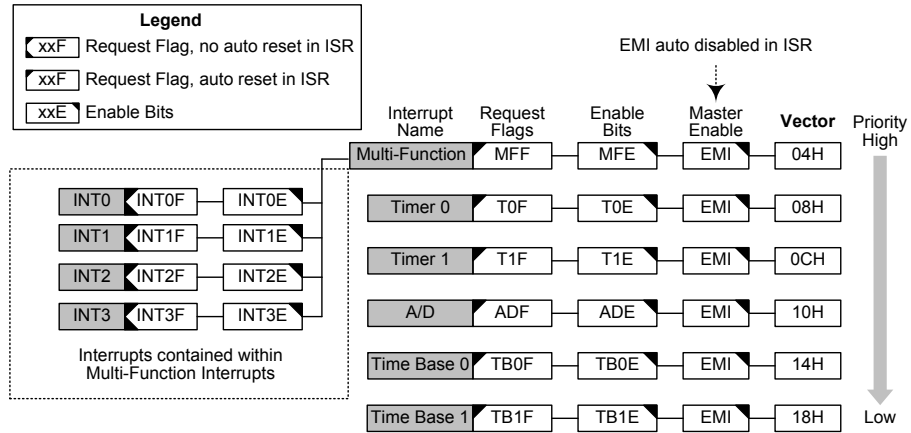 Legend
xxF Request Flag, no auto reset in ISR
xxF Request Flag, auto reset in ISR
xxE Enable Bits
EMI auto disabled in ISR
Interrupt Name
Request Flags
Enable Bits
Master Enable
Vector
Priority
High
Multi-Function MFF MFE EMI 04H
INT0 INT0F INT0E
INT1 INT1F INT1E
INT2 INT2F INT2E
INT3 INT3F INT3E
Interrupts contained within
Multi-Function Interrupts
Timer 0 T0F T0E EMI 08H
Timer 1 T1F T1E EMI 0CH
A/D ADF ADE EMI 10H
Time Base 0 TB0F TB0E EMI 14H
Time Base 1 TB1F TB1E EMI 18H
Low